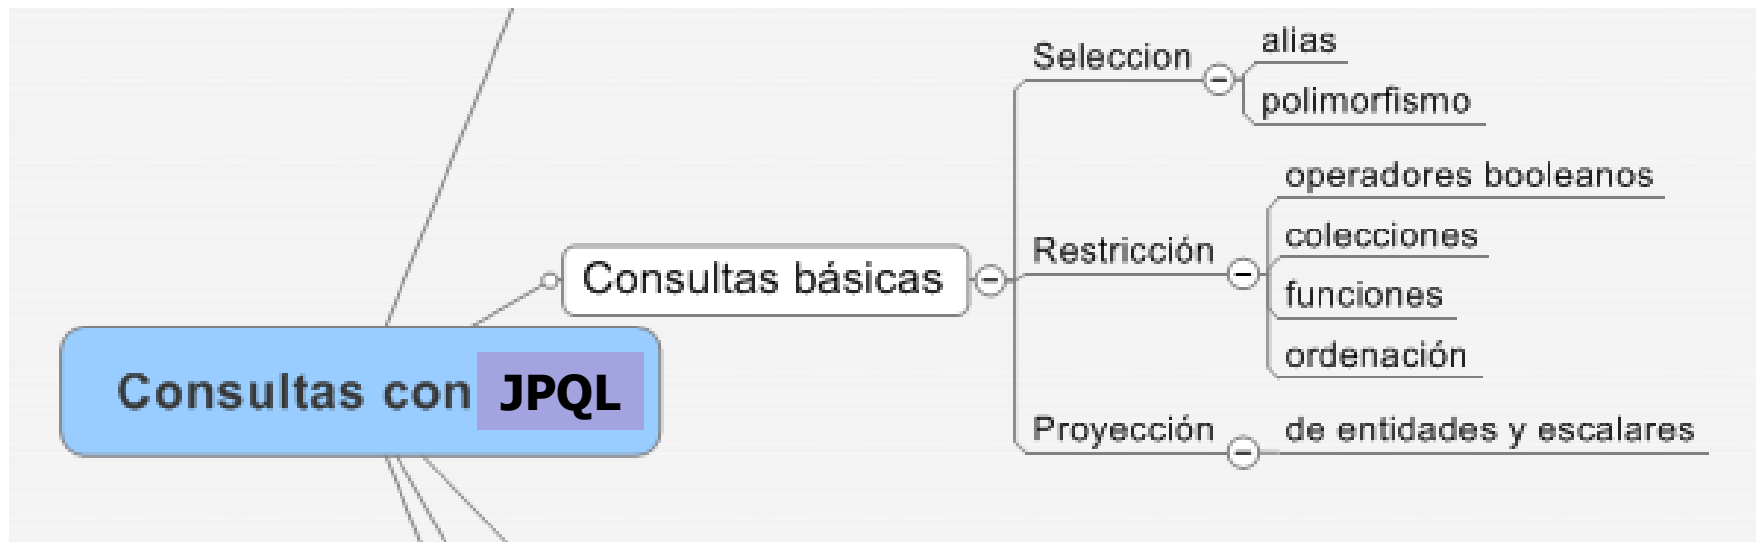 Seleccion
alias
polimorfismo
Restricción
operadores booleanos
colecciones
funciones
ordenación
Proyección
de entidades y escalares
Consultas básicas
Consultas con JPQL